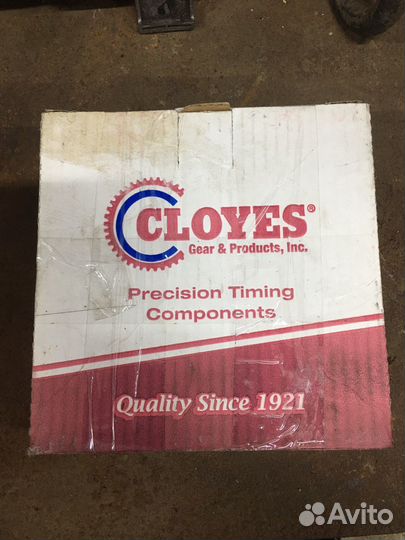 CLOYES®
Gear & Products, Inc.
Precision Timing
Components
Quality Since 1921
Avito